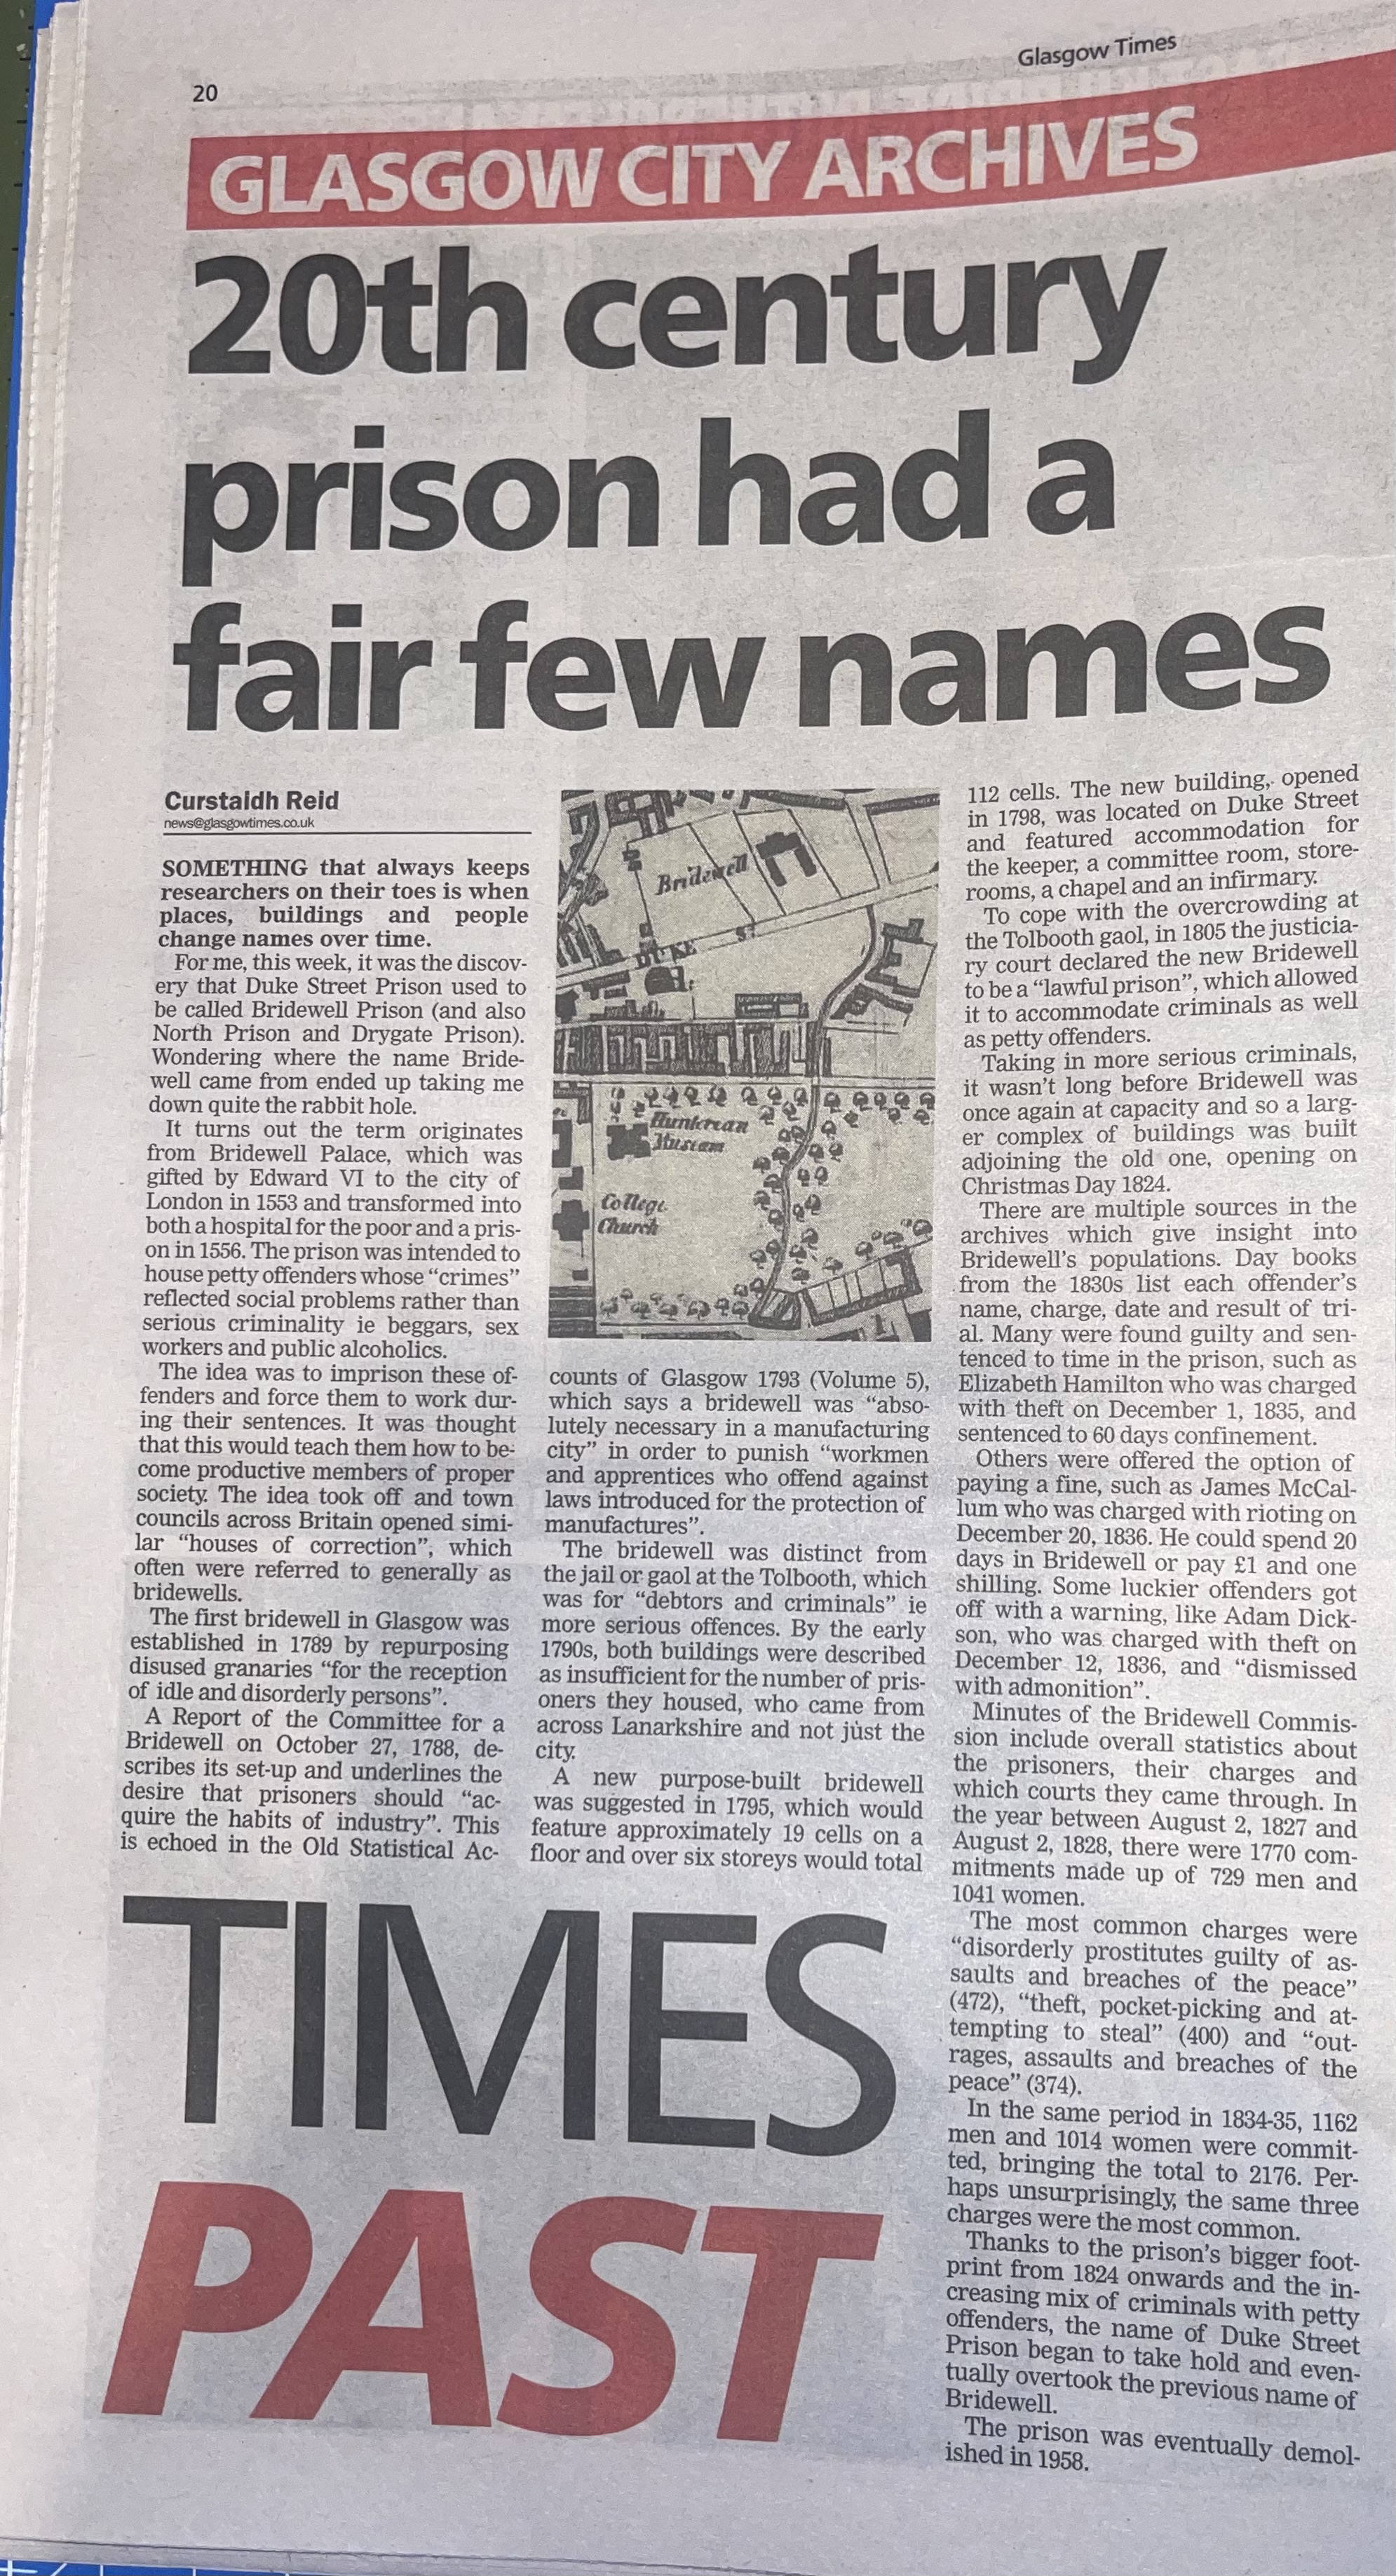 20
Glasgow Times
GLASGOW CITY ARCHIVES
20th century
prison had a
fair few names
Curstaidh Reid
news@glasgowtimes.co.uk
SOMETHING that always keeps
researchers on their toes is when
places, buildings and people
change names over time.
For me, this week, it was the discov-
ery that Duke Street Prison used to
be called Bridewell Prison (and also
North Prison and Drygate Prison).
Wondering where the name Bride-
well came from ended up taking me
down quite the rabbit hole.
It turns out the term originates
from Bridewell Palace, which was
gifted by Edward VI to the city of
London in 1553 and transformed into
both a hospital for the poor and a pris-
on in 1556. The prison was intended to
house petty offenders whose “crimes”
reflected social problems rather than
serious criminality ie beggars, sex
workers and public alcoholics.
The idea was to imprison these of-
fenders and force them to work dur-
ing their sentences. It was thought
that this would teach them how to be-
come productive members of proper
society. The idea took off and town
councils across Britain opened simi-
lar “houses of correction”, which
often were referred to generally as
bridewells.
The first bridewell in Glasgow was
established in 1789 by repurposing
disused granaries “for the reception
of idle and disorderly persons”.
A Report of the Committee for a
Bridewell on October 27, 1788, de-
scribes its set-up and underlines the
desire that prisoners should “ac-
quire the habits of industry”. This
is echoed in the Old Statistical Ac-
Bridewell
DUKE ST
Hunterian
Museum
College
Church
counts of Glasgow 1793 (Volume 5),
which says a bridewell was “abso-
lutely necessary in a manufacturing
city” in order to punish “workmen
and apprentices who offend against
laws introduced for the protection of
manufactures”.
The bridewell was distinct from
the jail or gaol at the Tolbooth, which
was for “debtors and criminals” ie
more serious offences. By the early
1790s, both buildings were described
as insufficient for the number of pris-
oners they housed, who came from
across Lanarkshire and not just the
city.
A new purpose-built bridewell
was suggested in 1795, which would
feature approximately 19 cells on a
floor and over six storeys would total
112 cells. The new building, opened
in 1798, was located on Duke Street
and featured accommodation for
the keeper, a committee room, store-
rooms, a chapel and an infirmary.
To cope with the overcrowding at
the Tolbooth gaol, in 1805 the justicia-
ry court declared the new Bridewell
to be a “lawful prison”, which allowed
it to accommodate criminals as well
as petty offenders.
Taking in more serious criminals,
it wasn’t long before Bridewell was
once again at capacity and so a larg-
er complex of buildings was built
adjoining the old one, opening on
Christmas Day 1824.
There are multiple sources in the
archives which give insight into
Bridewell’s populations. Day books
from the 1830s list each offender’s
name, charge, date and result of tri-
al. Many were found guilty and sen-
tenced to time in the prison, such as
Elizabeth Hamilton who was charged
with theft on December 1, 1835, and
sentenced to 60 days confinement.
Others were offered the option of
paying a fine, such as James McCal-
lum who was charged with rioting on
December 20, 1836. He could spend 20
days in Bridewell or pay £1 and one
shilling. Some luckier offenders got
off with a warning, like Adam Dick-
son, who was charged with theft on
December 12, 1836, and “dismissed
with admonition”.
Minutes of the Bridewell Commis-
sion include overall statistics about
the prisoners, their charges and
which courts they came through. In
the year between August 2, 1827 and
August 2, 1828, there were 1770 com-
mitments made up of 729 men and
1041 women.
The most common charges were
“disorderly prostitutes guilty of as-
saults and breaches of the peace”
(472), “theft, pocket-picking and at-
tempting to steal” (400) and “out-
rages, assaults and breaches of the
peace” (374).
In the same period in 1834-35, 1162
men and 1014 women were commit-
ted, bringing the total to 2176. Per-
haps unsurprisingly, the same three
charges were the most common.
Thanks to the prison’s bigger foot-
print from 1824 onwards and the in-
creasing mix of criminals with petty
offenders, the name of Duke Street
Prison began to take hold and even-
tually overtook the previous name of
Bridewell.
The prison was eventually demol-
ished in 1958.
TIMES
PAST